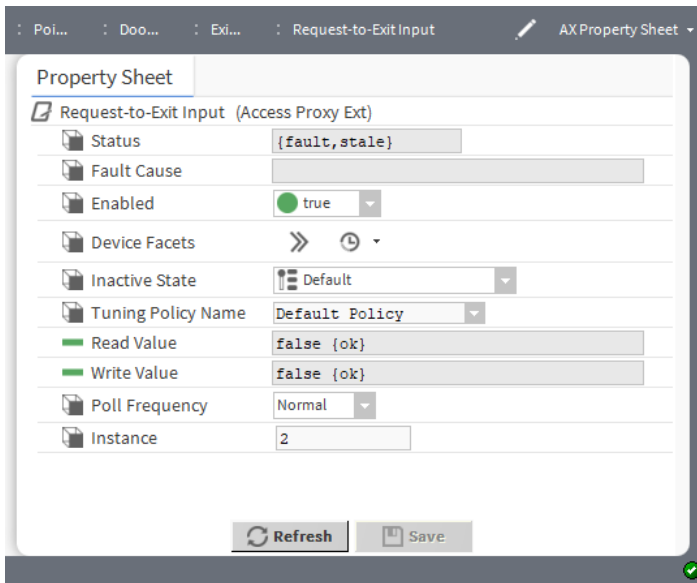 : Poi... : Doo... : Exi... : Request-to-Exit Input AX Property Sheet
Property Sheet
Request-to-Exit Input (Access Proxy Ext)
Status {fault,stale}
Fault Cause
Enabled true
Device Facets
Inactive State Default
Tuning Policy Name Default Policy
Read Value false {ok}
Write Value false {ok}
Poll Frequency Normal
Instance 2
Refresh Save